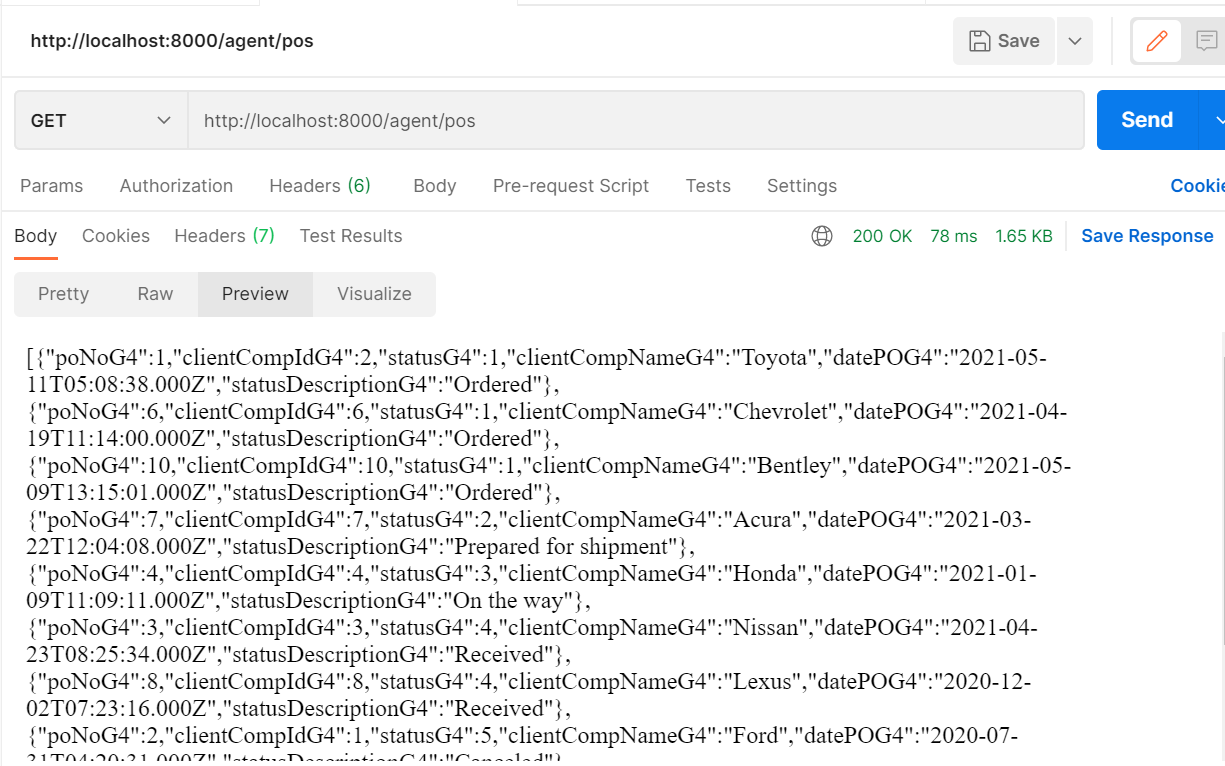 http://localhost:8000/agent/pos
Save
GET
http://localhost:8000/agent/pos
Send
Params Authorization Headers (6) Body Pre-request Script Tests Settings Cookie
Body Cookies Headers (7) Test Results 200 OK 78 ms 1.65 KB Save Response
Pretty Raw Preview Visualize
[{"poNoG4":1,"clientCompIdG4":2,"statusG4":1,"clientCompNameG4":"Toyota","datePOG4":"2021-05-
11T05:08:38.000Z","statusDescriptionG4":"Ordered"},
{"poNoG4":6,"clientCompIdG4":6,"statusG4":1,"clientCompNameG4":"Chevrolet","datePOG4":"2021-04-
19T11:14:00.000Z","statusDescriptionG4":"Ordered"},
{"poNoG4":10,"clientCompIdG4":10,"statusG4":1,"clientCompNameG4":"Bentley","datePOG4":"2021-05-
09T13:15:01.000Z","statusDescriptionG4":"Ordered"},
{"poNoG4":7,"clientCompIdG4":7,"statusG4":2,"clientCompNameG4":"Acura","datePOG4":"2021-03-
22T12:04:08.000Z","statusDescriptionG4":"Prepared for shipment"},
{"poNoG4":4,"clientCompIdG4":4,"statusG4":3,"clientCompNameG4":"Honda","datePOG4":"2021-01-
09T11:09:11.000Z","statusDescriptionG4":"On the way"},
{"poNoG4":3,"clientCompIdG4":3,"statusG4":4,"clientCompNameG4":"Nissan","datePOG4":"2021-04-
23T08:25:34.000Z","statusDescriptionG4":"Received"},
{"poNoG4":8,"clientCompIdG4":8,"statusG4":4,"clientCompNameG4":"Lexus","datePOG4":"2020-12-
02T07:23:16.000Z","statusDescriptionG4":"Received"},
{"poNoG4":2,"clientCompIdG4":1,"statusG4":5,"clientCompNameG4":"Ford","datePOG4":"2020-07-
31T04:20:31.000Z","statusDescriptionG4":"Canceled"}